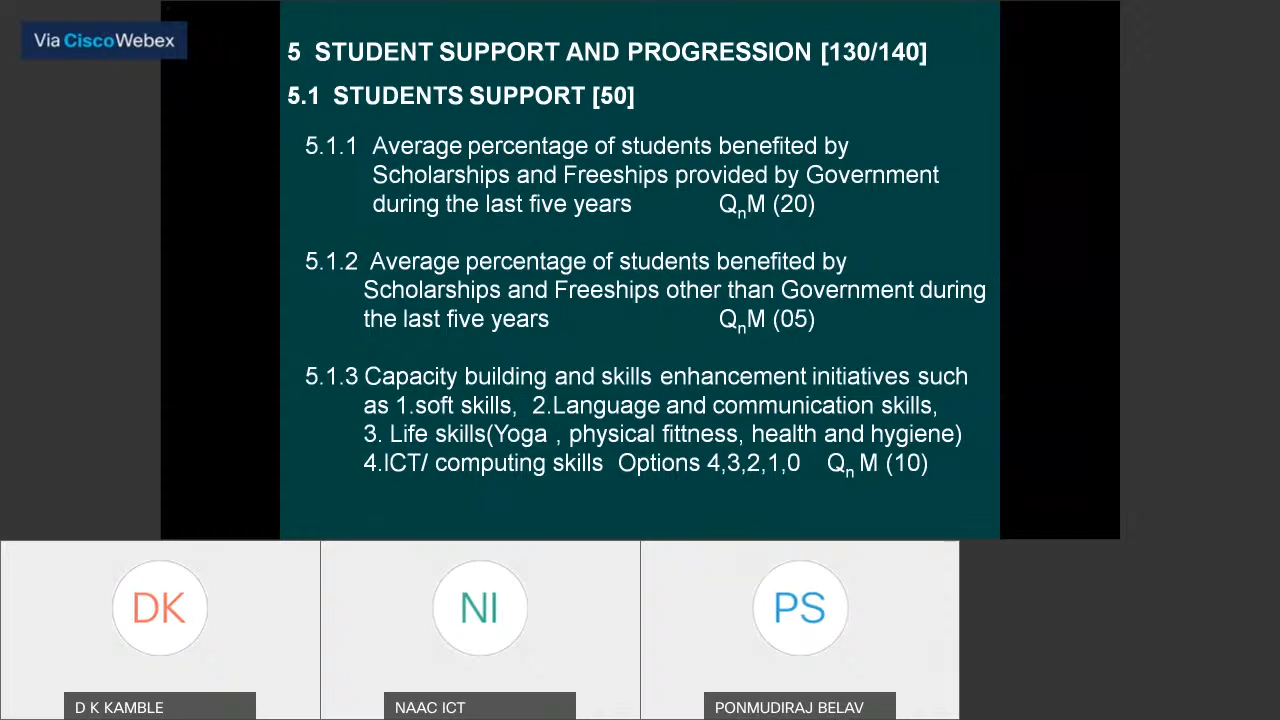 Via CiscoWebex
5 STUDENT SUPPORT AND PROGRESSION [130/140]
5.1 STUDENTS SUPPORT [50]
5.1.1 Average percentage of students benefited by
Scholarships and Freeships provided by Government
during the last five years QnM (20)
5.1.2 Average percentage of students benefited by
Scholarships and Freeships other than Government during
the last five years QnM (05)
5.1.3 Capacity building and skills enhancement initiatives such
as 1.soft skills, 2.Language and communication skills,
3. Life skills(Yoga , physical fittness, health and hygiene)
4.ICT/ computing skills Options 4,3,2,1,0 Qn M (10)
DK
NI
PS
D K KAMBLE
NAAC ICT
PONMUDIRAJ BELAV